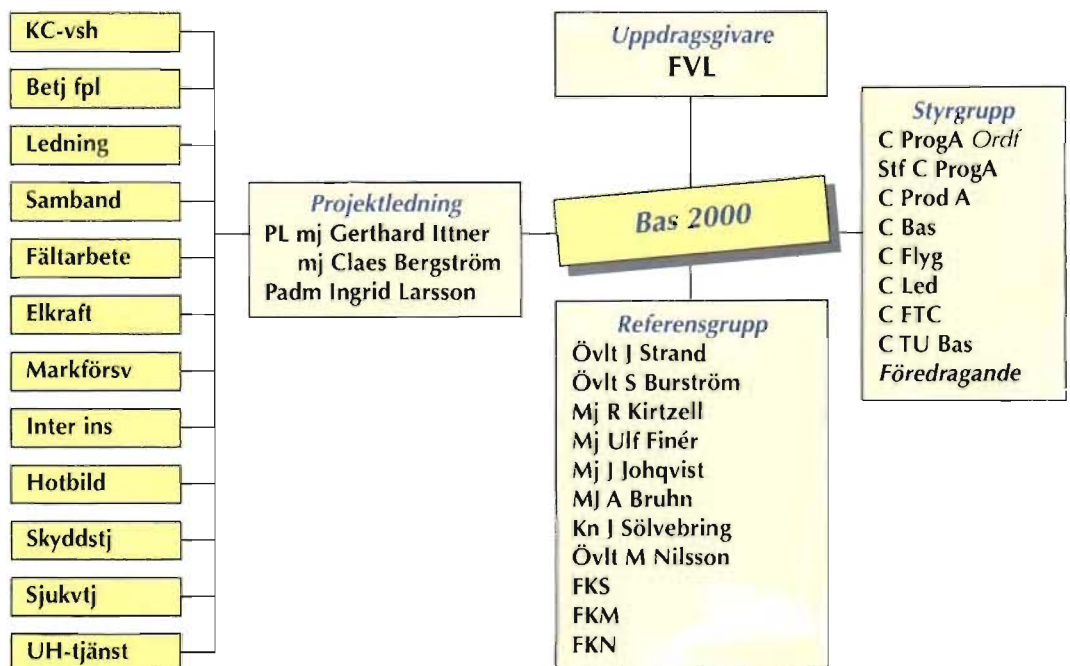 KC-vsh
Betj fpl
Ledning
Samband
Fältarbete
Elkraft
Markförsv
Inter ins
Hotbild
Skyddstj
Sjukvtj
UH-tjänst
Projektledning
PL mj Gerthard Ittner
mj Claes Bergström
Padm Ingrid Larsson
Uppdragsgivare
FVL
Bas 2000
Referensgrupp
Övlt J Strand
Övlt S Burström
Mj R Kirtzell
Mj Ulf Finér
Mj J Johqvist
MJ A Bruhn
Kn J Sölvebring
Övlt M Nilsson
FKS
FKM
FKN
Styrgrupp
C ProgA Ordf
Stf C ProgA
C Prod A
C Bas
C Flyg
C Led
C FTC
C TU Bas
Föredragande